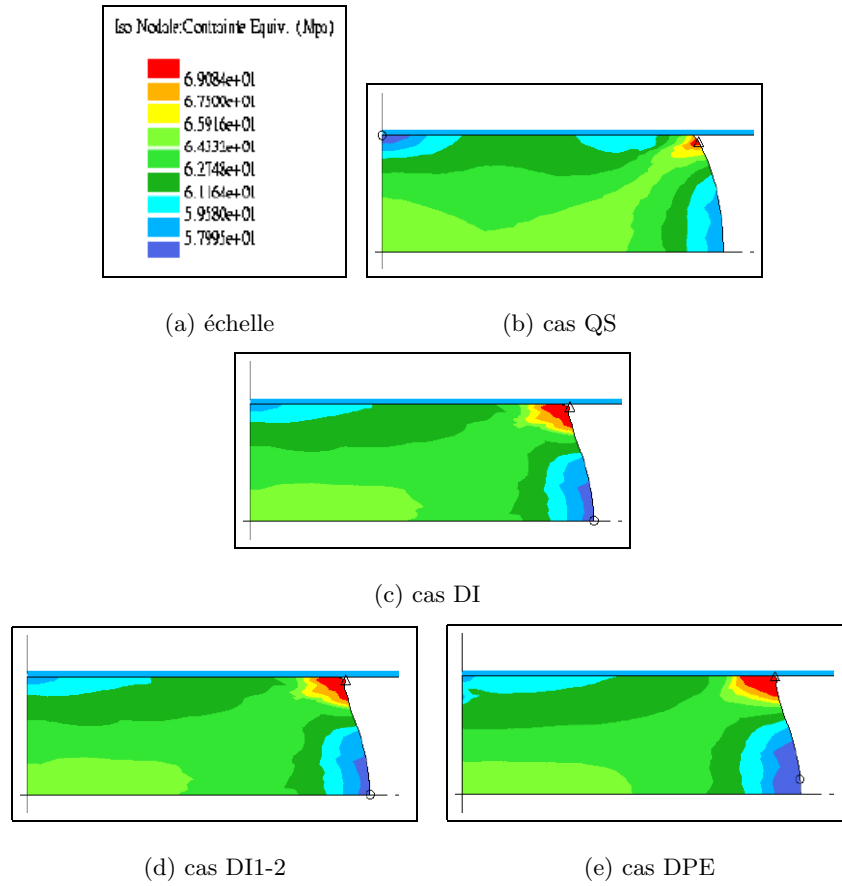 Iso Nodale:Contrainte Equiv. (Mpa)
6.9084e+01
6.7500e+01
6.5916e+01
6.4332e+01
6.2748e+01
6.1164e+01
5.9580e+01
5.7995e+01
(a) échelle
(b) cas QS
(c) cas DI
(d) cas DI1-2
(e) cas DPE